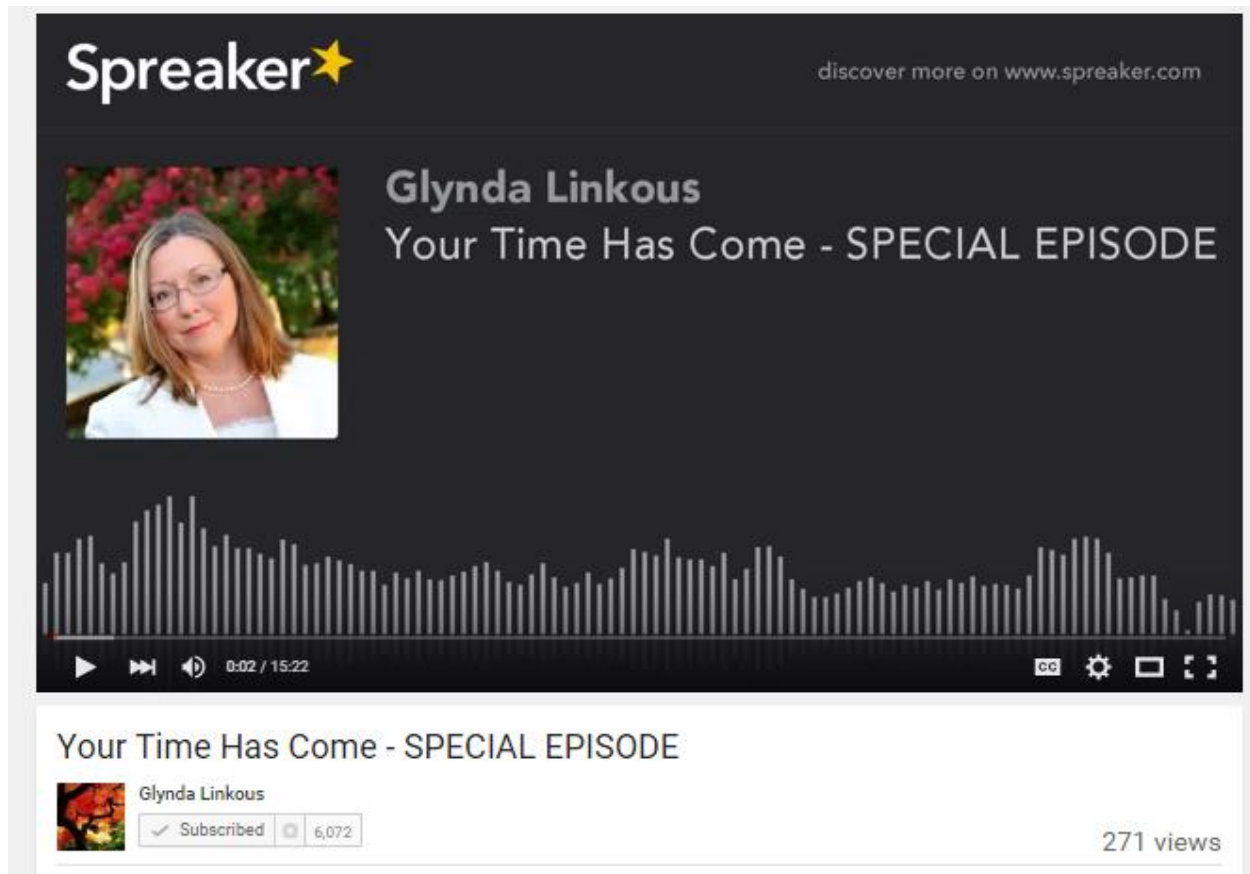 Spreaker
discover more on www.spreaker.com
Glynda Linkous
Your Time Has Come - SPECIAL EPISODE
0:02 / 15:22
CC
Your Time Has Come - SPECIAL EPISODE
Glynda Linkous
Subscribed 6,072
271 views